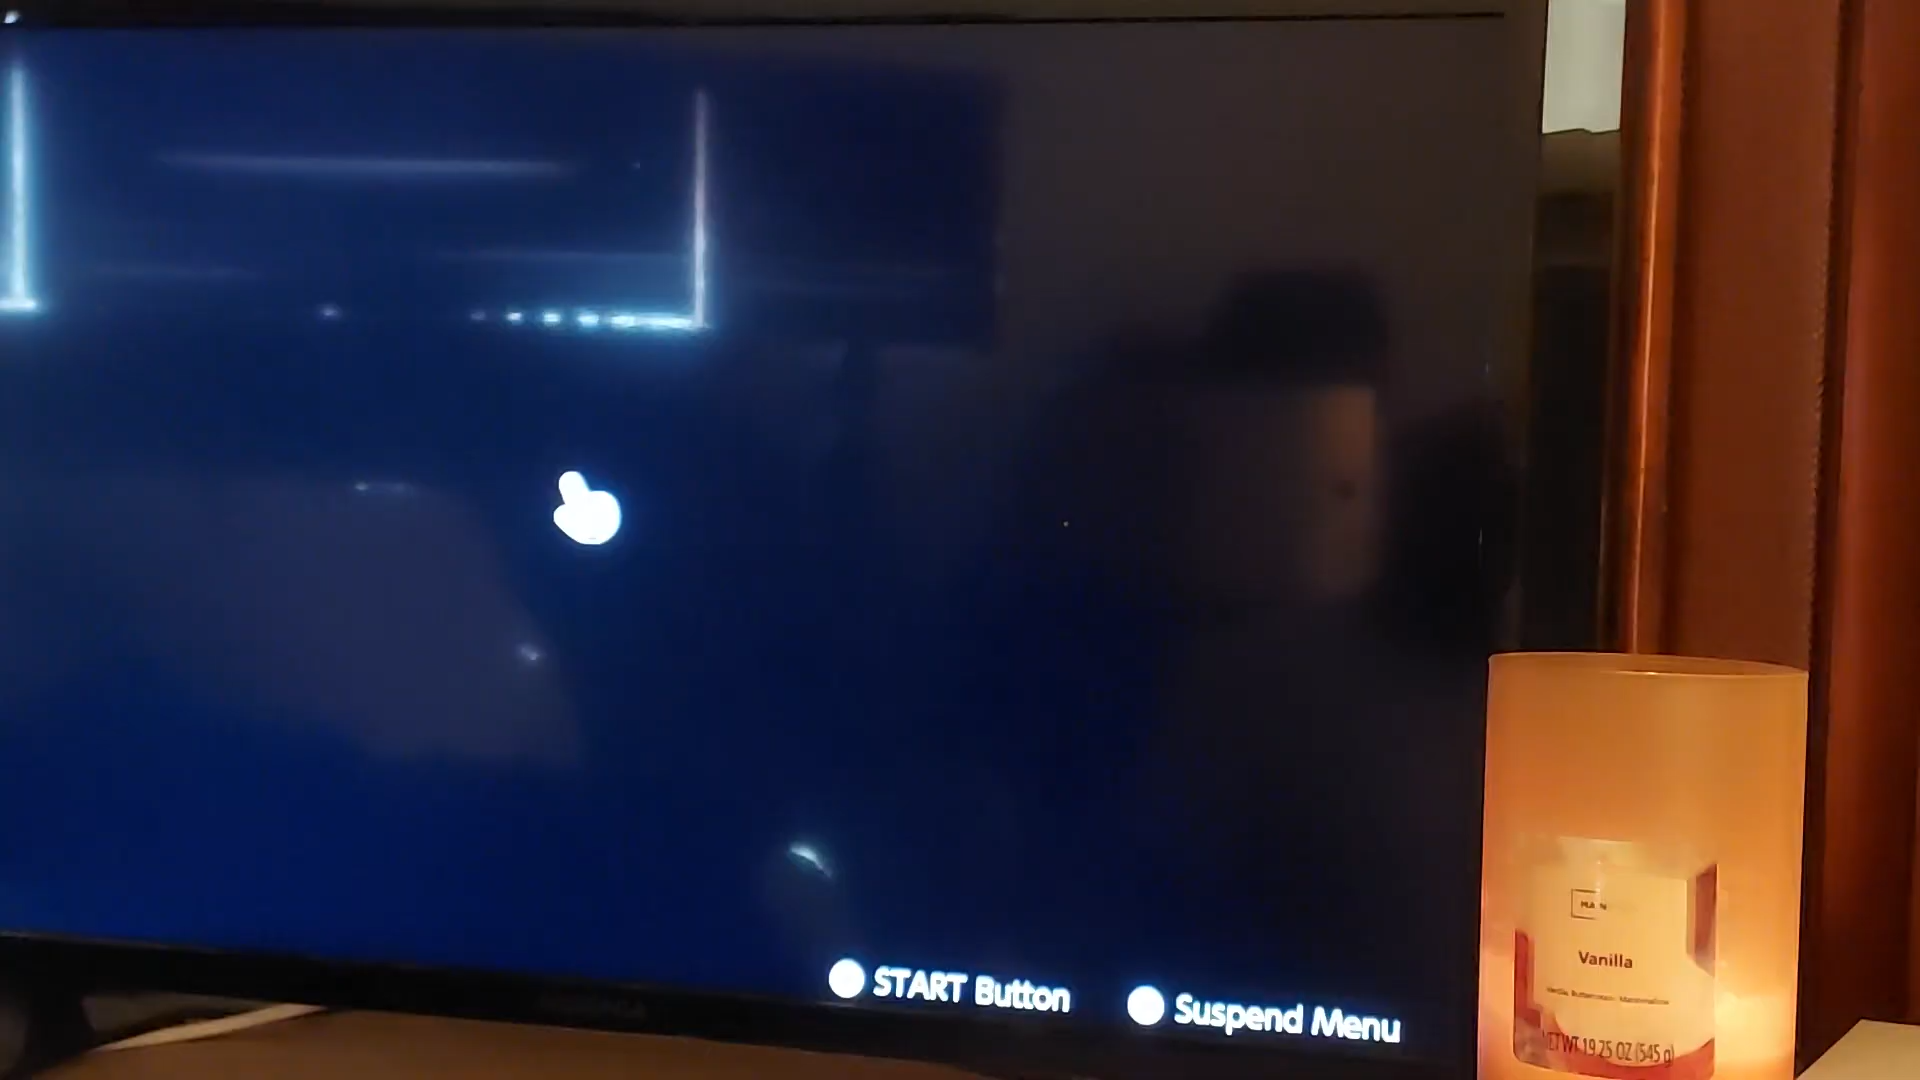 START Button
Suspend Menu
Vanilla
NET WT 19.25 OZ (545 g)